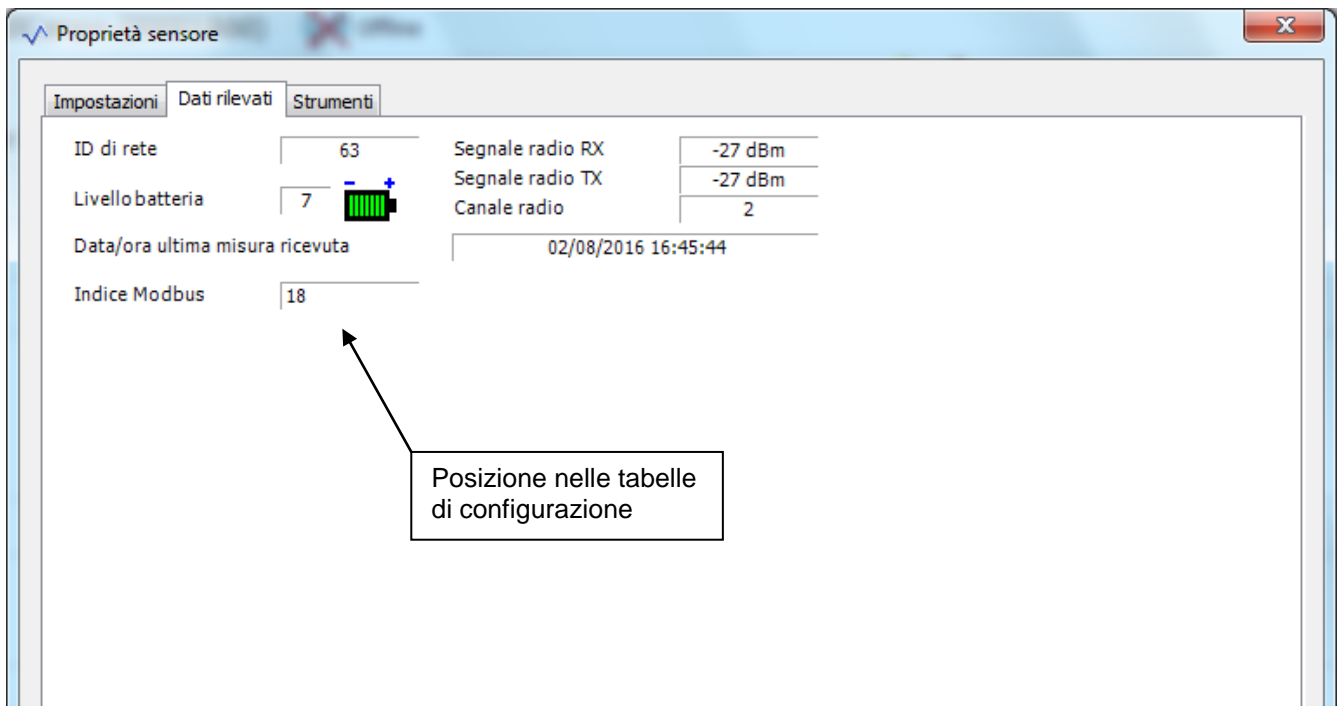 Proprietà sensore
Offline
Impostazioni Dati rilevati Strumenti
ID di rete 63 Segnale radio RX -27 dBm
Segnale radio TX -27 dBm
Livello batteria 7 - + Canale radio 2
Data/ora ultima misura ricevuta 02/08/2016 16:45:44
Indice Modbus 18
Posizione nelle tabelle
di configurazione